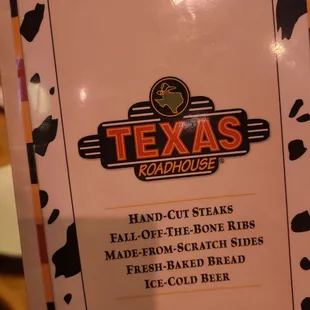 TEXAS
ROADHOUSE
HAND-CUT STEAKS
FALL-OFF-THE-BONE RIBS
MADE-FROM-SCRATCH SIDES
FRESH-BAKED BREAD
ICE-COLD BEER